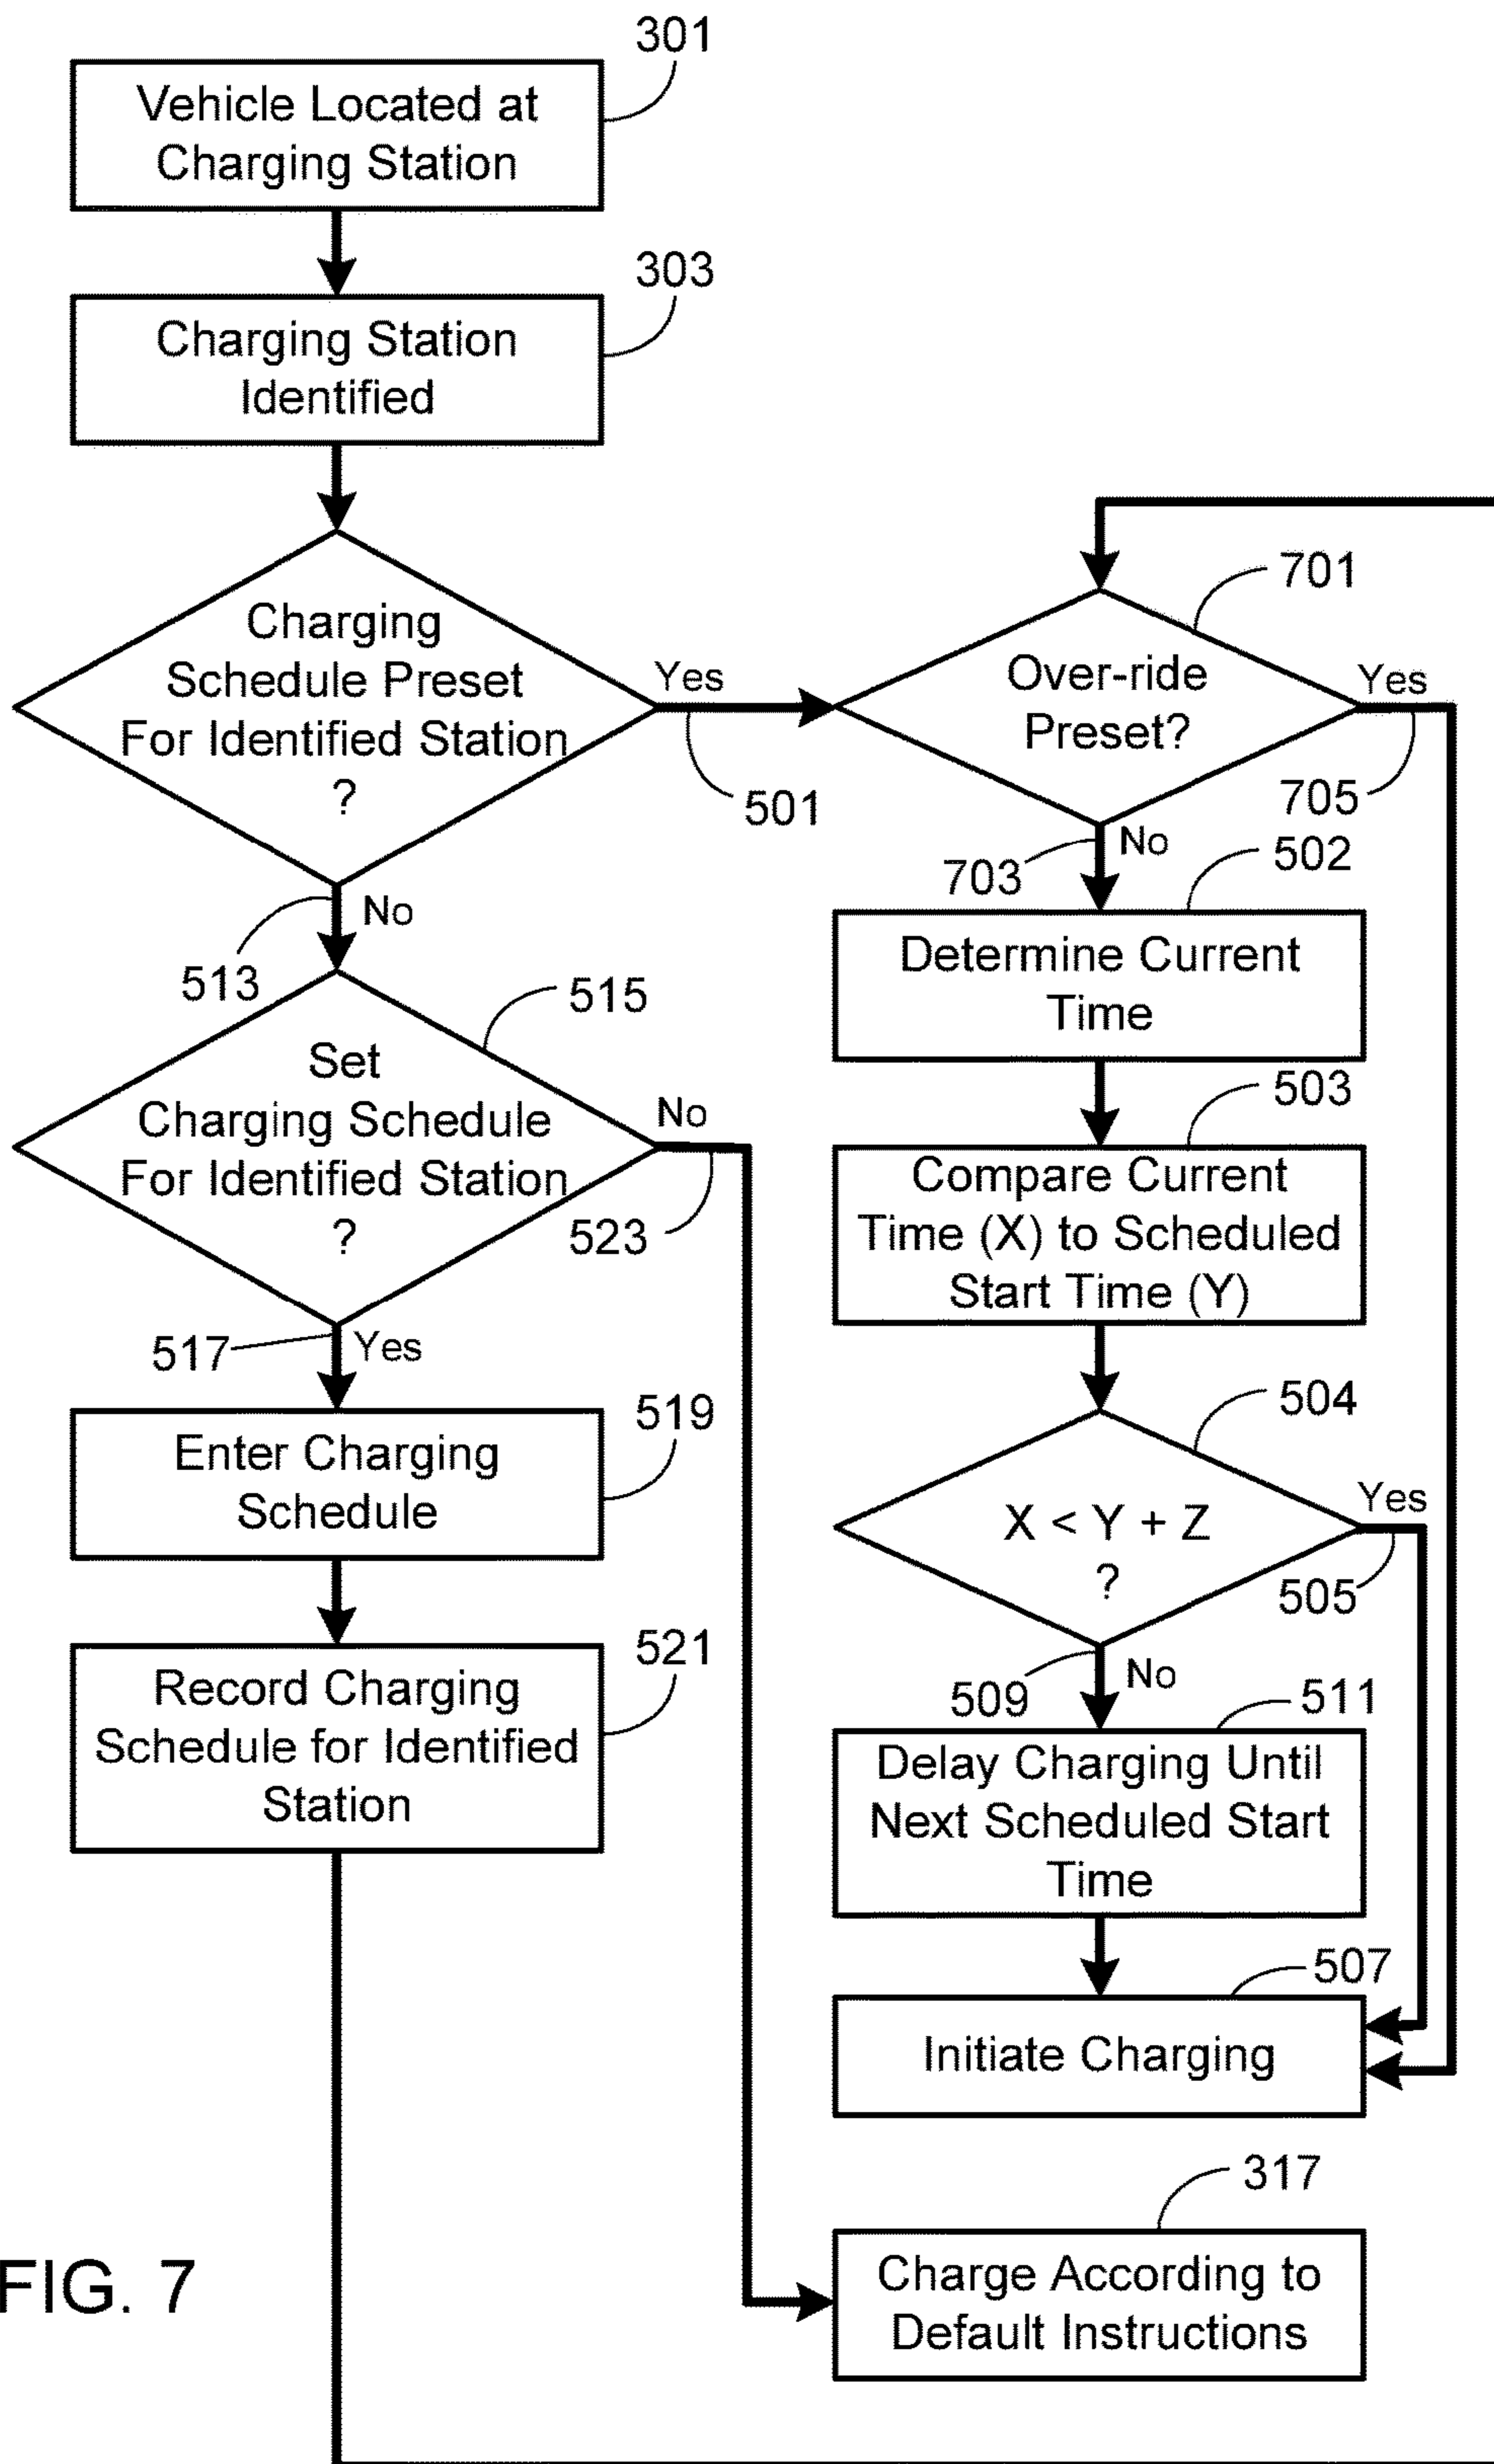 301
Vehicle Located at
Charging Station
303
Charging Station
Identified
Charging
Schedule Preset
For Identified Station
?
Yes
501
701
Over-ride
Preset?
Yes
705
No
703
502
Determine Current
Time
503
Compare Current
Time (X) to Scheduled
Start Time (Y)
504
X < Y + Z
?
Yes
505
509
No
511
Delay Charging Until
Next Scheduled Start
Time
507
Initiate Charging
No
513
515
Set
Charging Schedule
For Identified Station
?
No
523
517
Yes
519
Enter Charging
Schedule
521
Record Charging
Schedule for Identified
Station
317
Charge According to
Default Instructions
FIG. 7